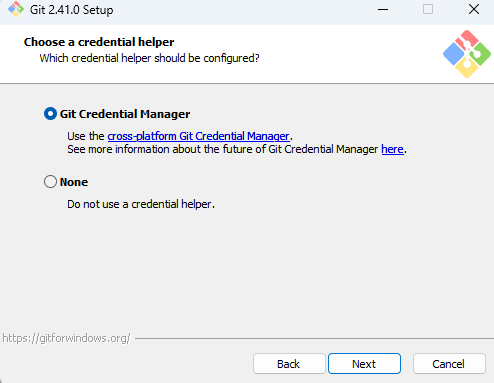 Git 2.41.0 Setup
Choose a credential helper
Which credential helper should be configured?
Git Credential Manager
Use the cross-platform Git Credential Manager.
See more information about the future of Git Credential Manager here.
None
Do not use a credential helper.
https://gitforwindows.org/
Back Next Cancel